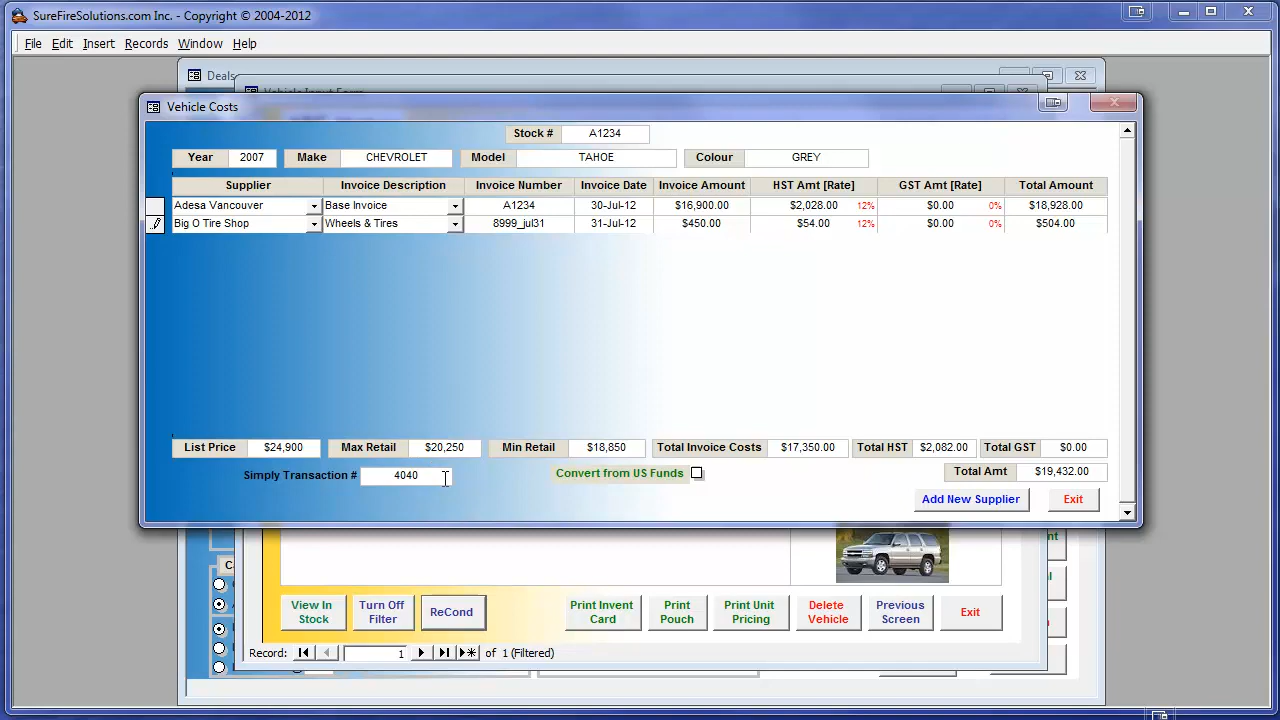 SureFireSolutions.com Inc. - Copyright © 2004-2012
File Edit Insert Records Window Help
Deals
Vehicle Input Form
Vehicle Costs
Stock # A1234
Year 2007 Make CHEVROLET Model TAHOE Colour GREY
Supplier Invoice Description Invoice Number Invoice Date Invoice Amount HST Amt [Rate] GST Amt [Rate] Total Amount
Adesa Vancouver Base Invoice A1234 30-Jul-12 $16,900.00 $2,028.00 12% $0.00 0% $18,928.00
Big O Tire Shop Wheels & Tires 8999_jul31 31-Jul-12 $450.00 $54.00 12% $0.00 0% $504.00
List Price $24,900 Max Retail $20,250 Min Retail $18,850 Total Invoice Costs $17,350.00 Total HST $2,082.00 Total GST $0.00
Simply Transaction # 4040 Convert from US Funds Total Amt $19,432.00
Add New Supplier Exit
View In Stock Turn Off Filter ReCond Print Invent Card Print Pouch Print Unit Pricing Delete Vehicle Previous Screen Exit
Record: 1 of 1 (Filtered)